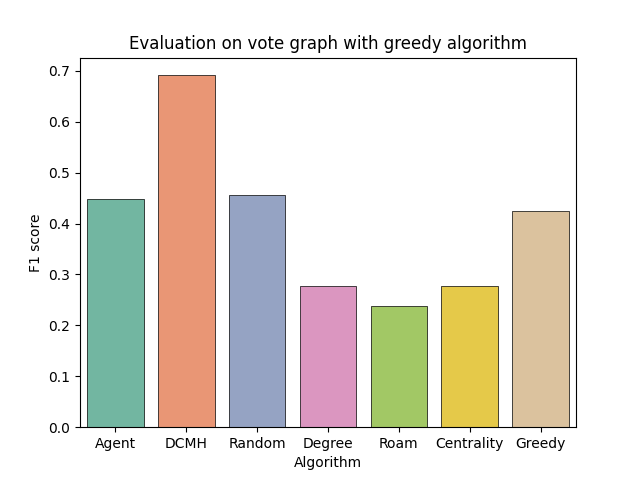 Evaluation on vote graph with greedy algorithm
F1 score
0.7
0.6
0.5
0.4
0.3
0.2
0.1
0.0
Agent DCMH Random Degree Roam Centrality Greedy
Algorithm